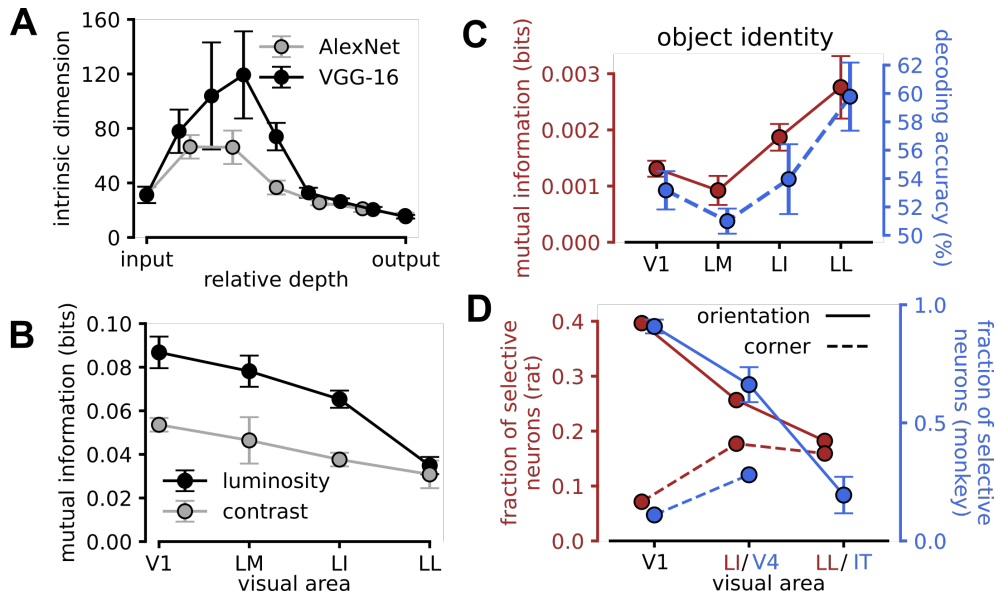 A
160
120
80
40
0
intrinsic dimension
AlexNet
VGG-16
input
output
relative depth
B
0.10
0.08
0.06
0.04
0.02
0.00
mutual information (bits)
luminosity
contrast
V1 LM LI LL
visual area
C
object identity
0.003
0.002
0.001
0.000
mutual information (bits)
62
60
58
56
54
52
51
50
decoding accuracy (%)
V1 LM LI LL
D
0.4
0.3
0.2
0.1
0.0
fraction of selective
neurons (rat)
orientation
corner
1.0
0.5
0.0
fraction of selective
neurons (monkey)
V1 LI/V4 LL/IT
visual area